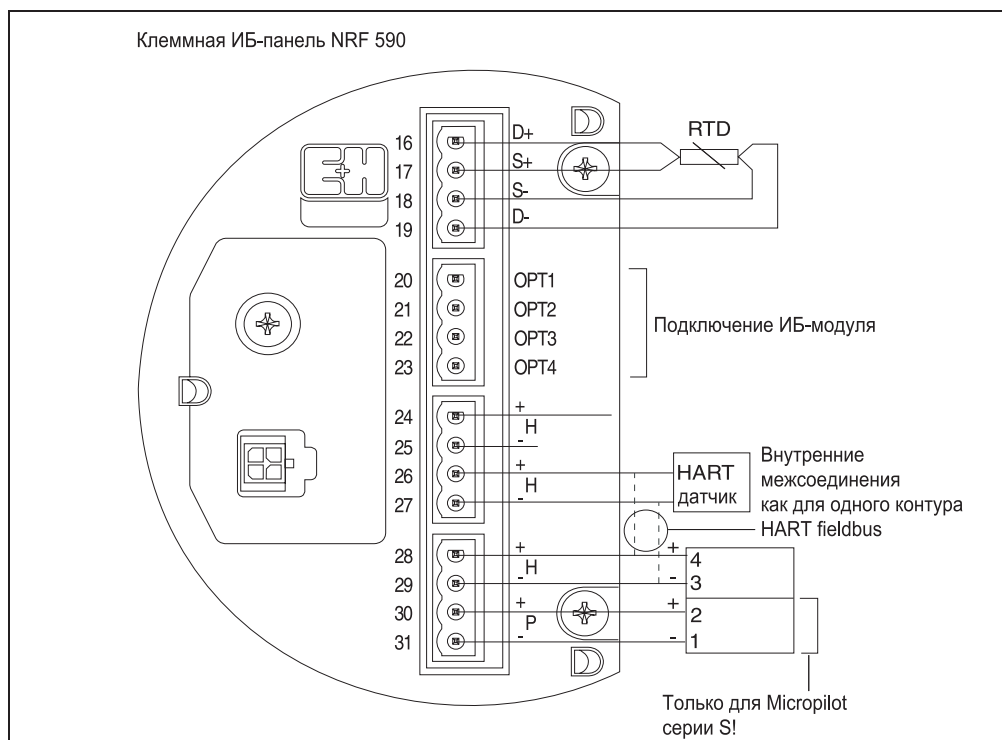 Клеммная ИБ-панель NRF 590
RTD
16 D+
17 S+
18 S-
19 D-
20 OPT1
21 OPT2
22 OPT3
23 OPT4
Подключение ИБ-модуля
24 +
H
25 -
26 +
H
27 -
HART
датчик
Внутренние
межсоединения
как для одного контура
HART fieldbus
28 + + 4
H
29 - - 3
30 + + 2
P
31 - - 1
Только для Micropilot
серии S!